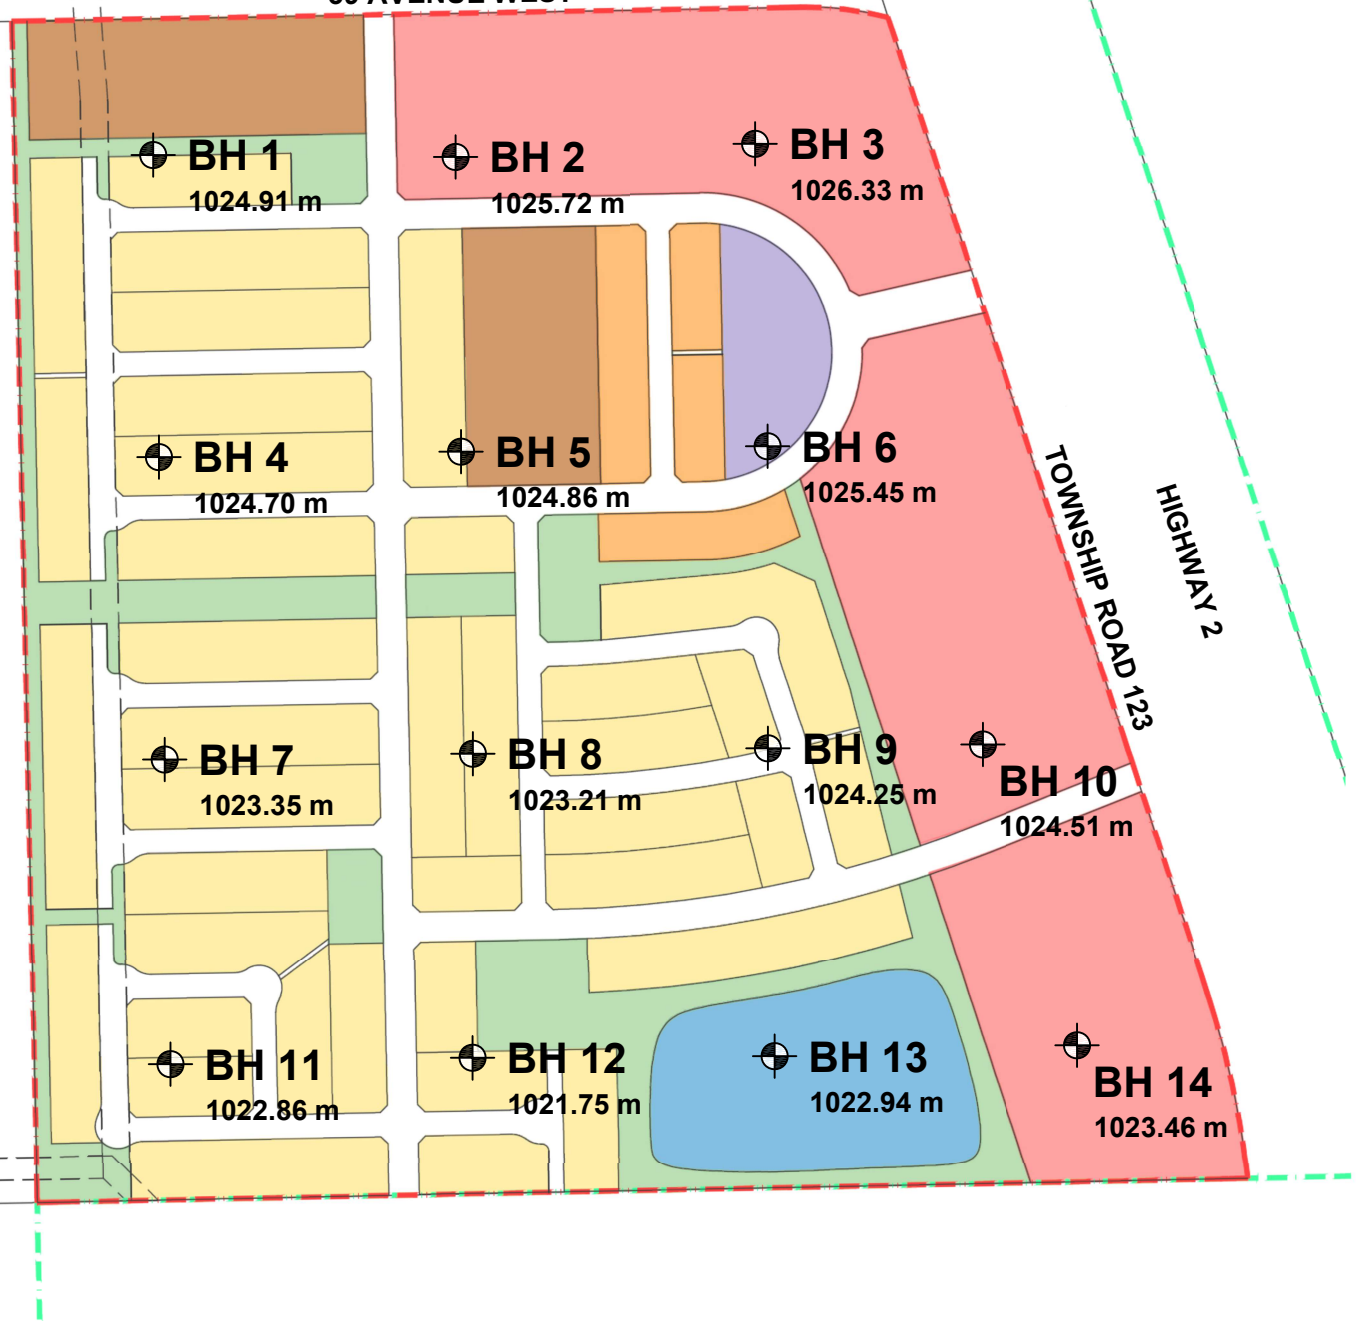 AVENUE WEST
BH 1
1024.91 m
BH 2
1025.72 m
BH 3
1026.33 m
BH 4
1024.70 m
BH 5
1024.86 m
BH 6
1025.45 m
TOWNSHIP ROAD 123
HIGHWAY 2
BH 7
1023.35 m
BH 8
1023.21 m
BH 9
1024.25 m
BH 10
1024.51 m
BH 11
1022.86 m
BH 12
1021.75 m
BH 13
1022.94 m
BH 14
1023.46 m